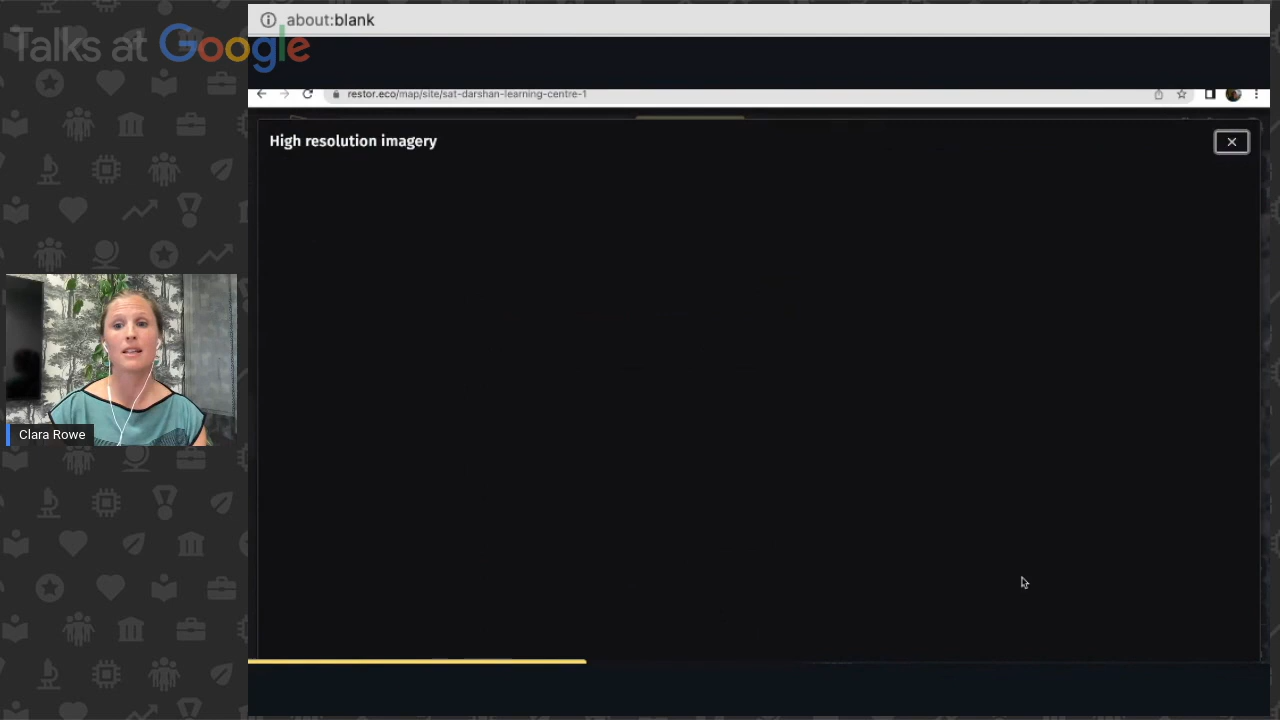 Talks at Google
about:blank
restor.eco/map/site/sat-darshan-learning-centre-1
High resolution imagery
Clara Rowe